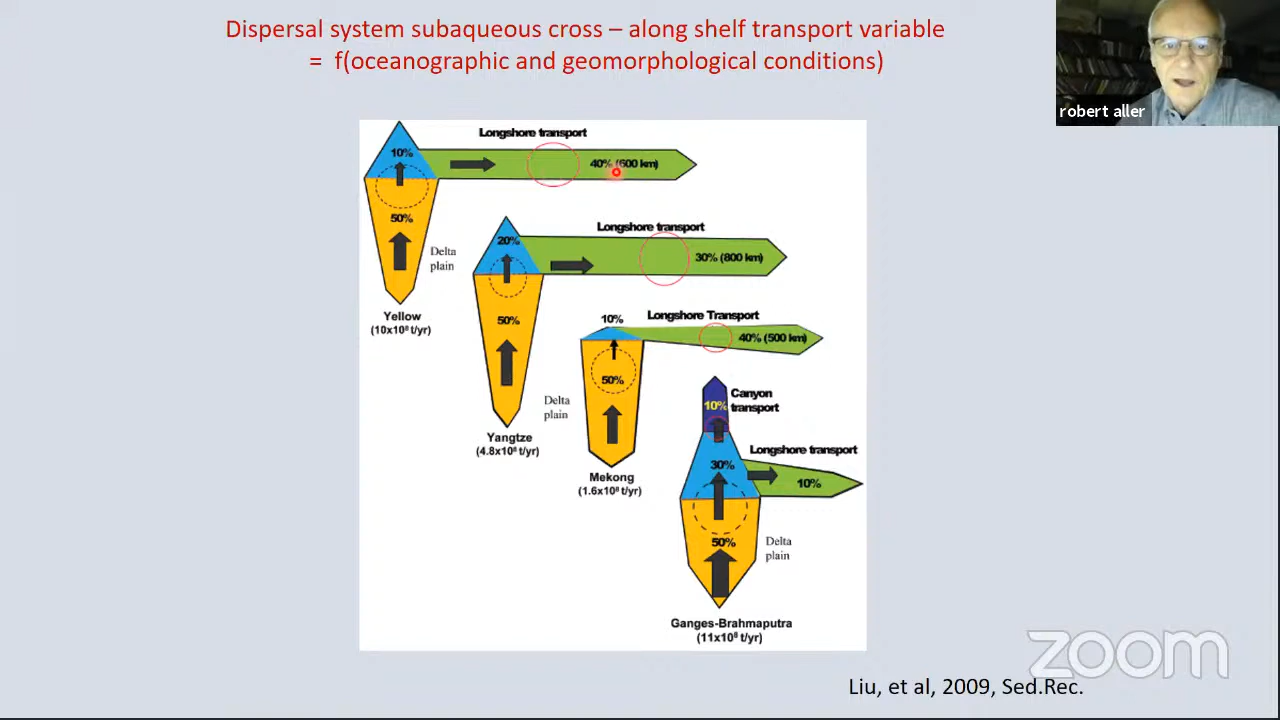 Dispersal system subaqueous cross – along shelf transport variable
= f(oceanographic and geomorphological conditions)
robert aller
Longshore transport
10%
40% (600 km)
50%
Delta
plain
Yellow
(10x10⁸ t/yr)
Longshore transport
20%
30% (800 km)
50%
Yangtze
(4.8x10⁸ t/yr)
Longshore Transport
10%
40% (500 km)
50%
Delta
plain
Mekong
(1.6x10⁸ t/yr)
Canyon
transport
10%
Longshore transport
30%
10%
50%
Delta
plain
Ganges-Brahmaputra
(11x10⁸ t/yr)
zoom
Liu, et al, 2009, Sed.Rec.